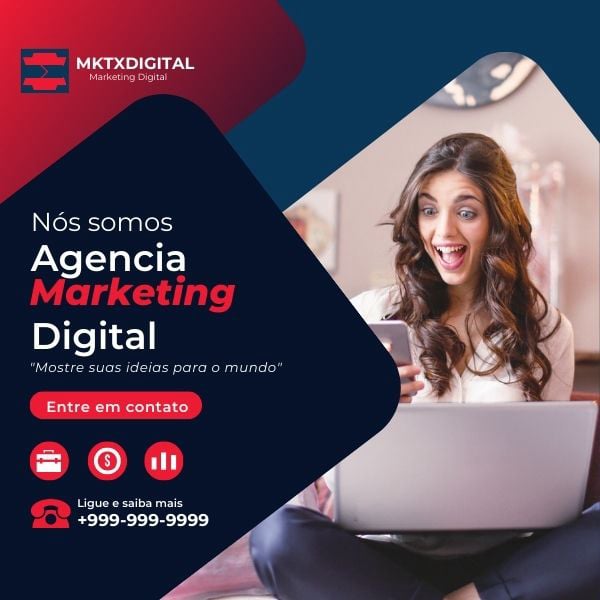 MKTXDIGITAL
Marketing Digital
Nós somos
Agencia
Marketing
Digital
"Mostre suas ideias para o mundo"
Entre em contato
$
Ligue e saiba mais
+999-999-9999